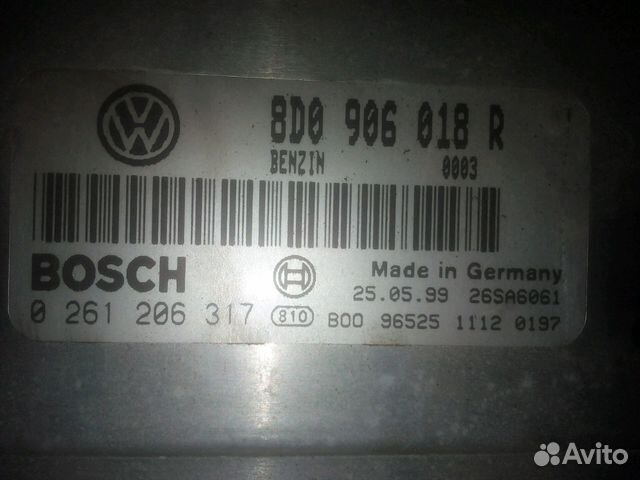 8D0 906 018 R
BENZIN 0003
BOSCH
Made in Germany
25.05.99 26SA6061
0 261 206 317 810 B00 96525 1112 0197
Avito